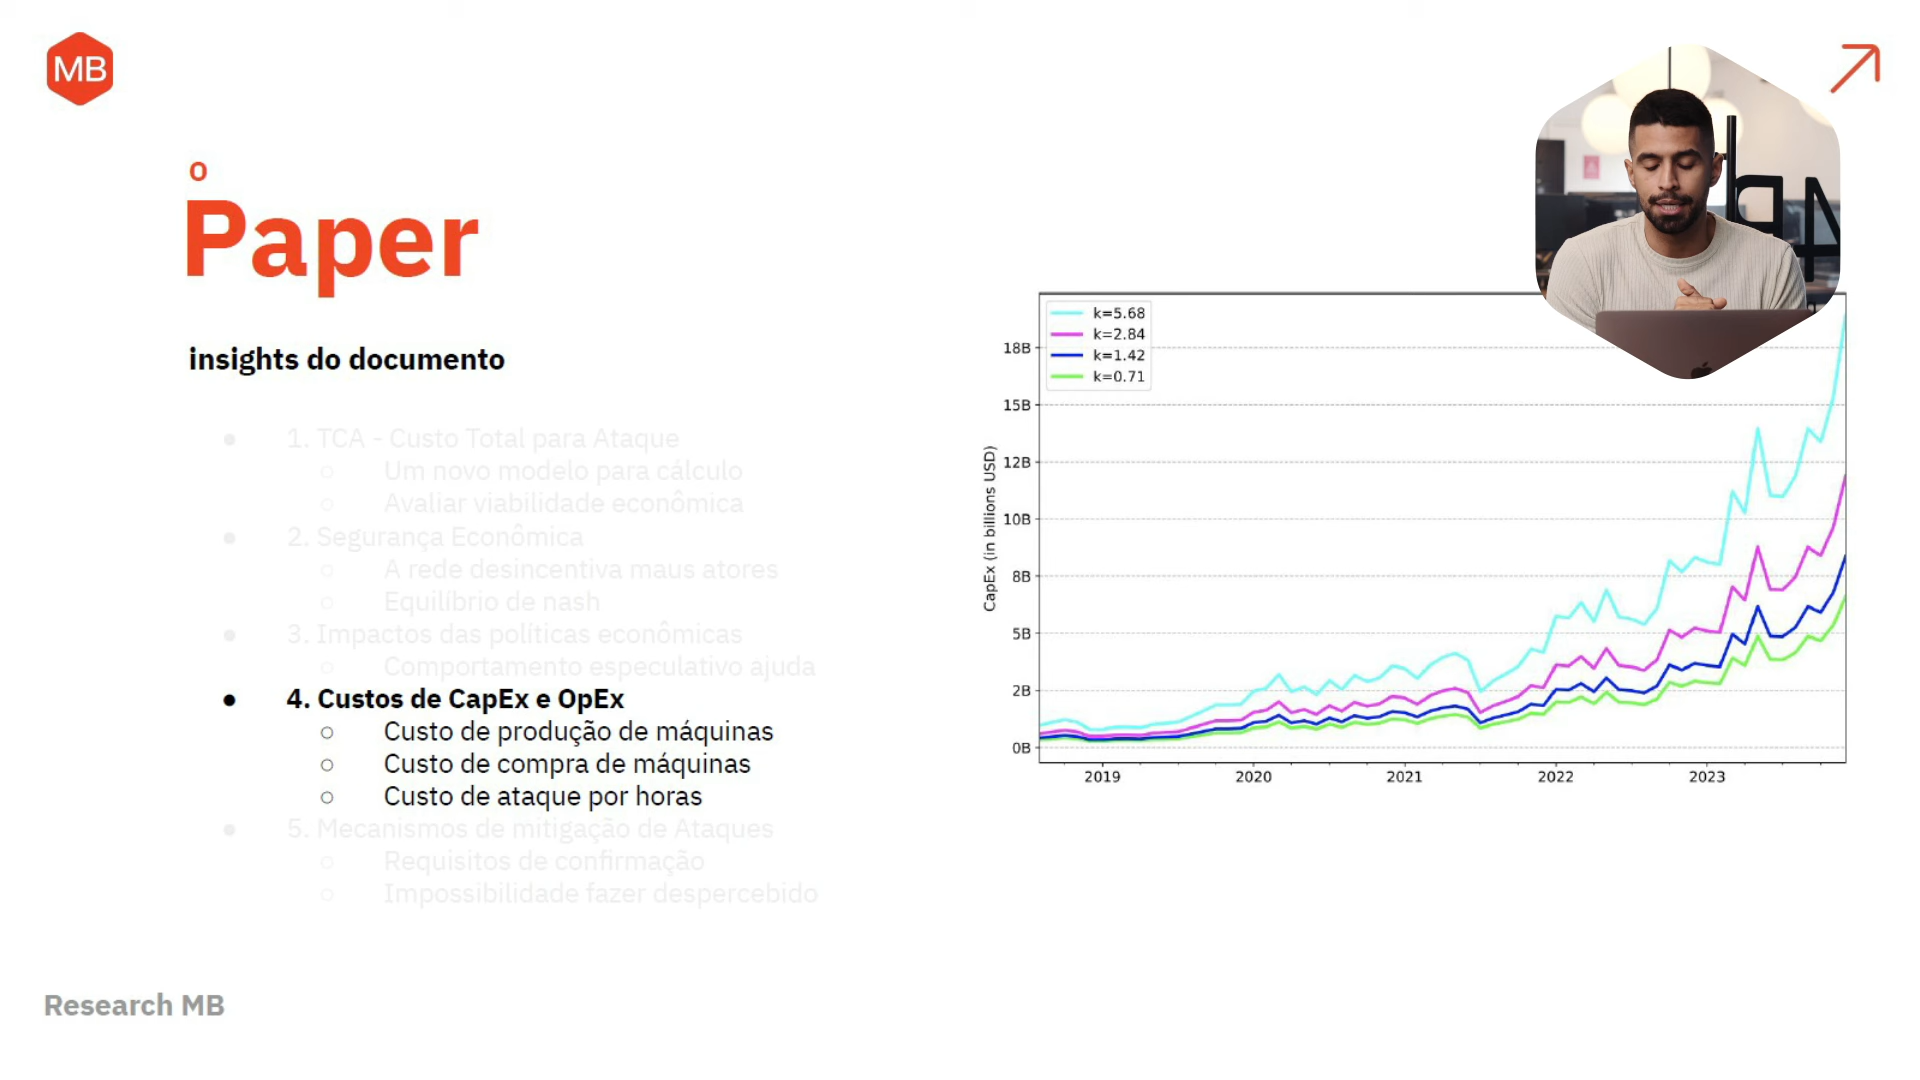 MB
o
Paper
insights do documento
● 1. TCA - Custo Total para Ataque
○ Um novo modelo para cálculo
○ Avaliar viabilidade econômica
● 2. Segurança Econômica
○ A rede desincentiva maus atores
○ Equilíbrio de nash
● 3. Impactos das políticas econômicas
○ Comportamento especulativo ajuda
● 4. Custos de CapEx e OpEx
○ Custo de produção de máquinas
○ Custo de compra de máquinas
○ Custo de ataque por horas
● 5. Mecanismos de mitigação de Ataques
○ Requisitos de confirmação
○ Impossibilidade fazer despercebido
k=5.68
k=2.84
k=1.42
k=0.71
CapEx (in billions USD)
18B
15B
12B
10B
8B
5B
2B
0B
2019 2020 2021 2022 2023
Research MB